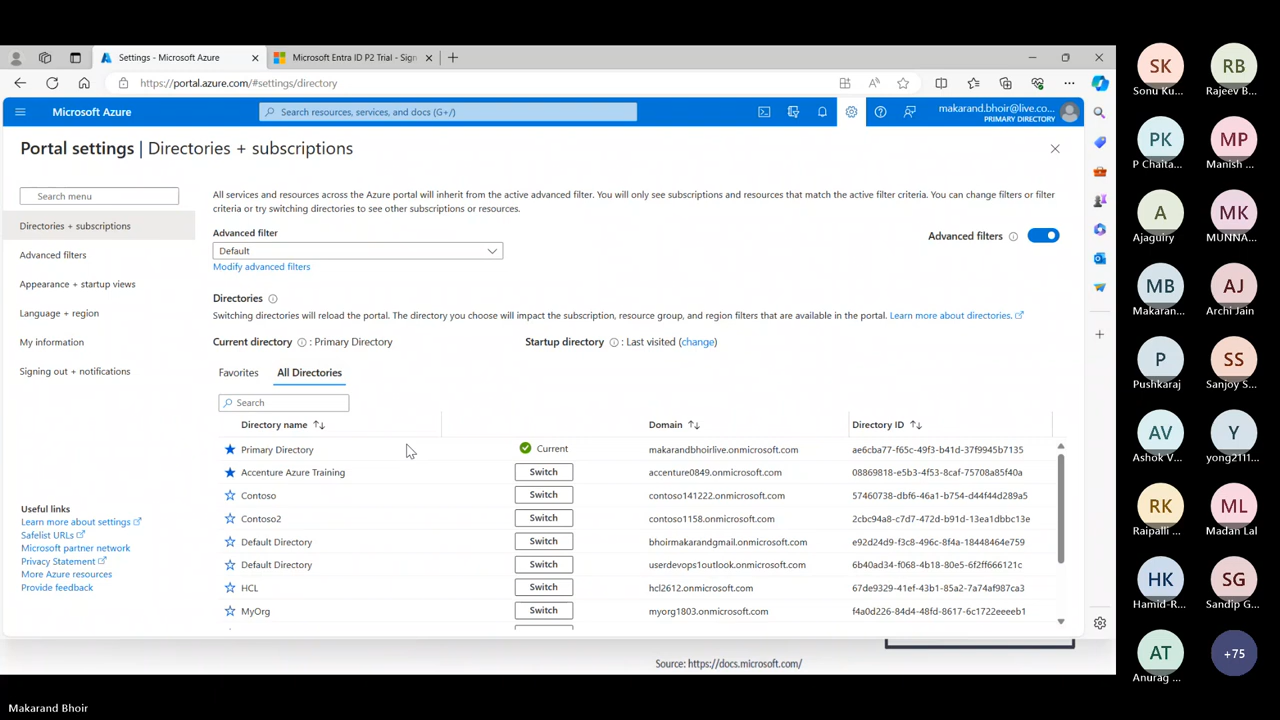 Settings - Microsoft Azure
Microsoft Entra ID P2 Trial - Sign
https://portal.azure.com/#settings/directory
Microsoft Azure
Search resources, services, and docs (G+/)
makarand.bhoir@live.co...
PRIMARY DIRECTORY
Portal settings | Directories + subscriptions
Search menu
Directories + subscriptions
Advanced filters
Appearance + startup views
Language + region
My information
Signing out + notifications
Useful links
Learn more about settings
Safelist URLs
Microsoft partner network
Privacy Statement
More Azure resources
Provide feedback
All services and resources across the Azure portal will inherit from the active advanced filter. You will only see subscriptions and resources that match the active filter criteria. You can change filters or filter
criteria or try switching directories to see other subscriptions or resources.
Advanced filter
Default
Modify advanced filters
Advanced filters
Directories
Switching directories will reload the portal. The directory you choose will impact the subscription, resource group, and region filters that are available in the portal. Learn more about directories.
Current directory : Primary Directory
Startup directory : Last visited (change)
Favorites All Directories
Search
Directory name Domain Directory ID
Primary Directory Current makarandbhoirlive.onmicrosoft.com ae6cba77-f65c-49f3-b41d-37f9945b7135
Accenture Azure Training Switch accenture0849.onmicrosoft.com 08869818-e5b3-4f53-8caf-75708a85f40a
Contoso Switch contoso141222.onmicrosoft.com 57460738-dbf6-46a1-b754-d44f44d289a5
Contoso2 Switch contoso1158.onmicrosoft.com 2cbc94a8-c7d7-472d-b91d-13ea1dbbc13e
Default Directory Switch bhoirmakarandgmail.onmicrosoft.com e92d24d9-f3c8-496c-8f4a-18448464e759
Default Directory Switch userdevops1outlook.onmicrosoft.com 6b40ad34-f068-4b18-80e5-6f2ff666121c
HCL Switch hcl2612.onmicrosoft.com 67de9329-41ef-43b1-85a2-7a74af987ca3
MyOrg Switch myorg1803.onmicrosoft.com f4a0d226-84d4-48fd-8617-6c1722eeeeb1
Source: https://docs.microsoft.com/
Makarand Bhoir
SK
Sonu Ku...
RB
Rajeev B...
PK
P Chaita...
MP
Manish ...
A
Ajaguiry
MK
MUNNA...
MB
Makaran...
AJ
Archi Jain
P
Pushkaraj
SS
Sanjoy S...
AV
Ashok V...
Y
yong2111...
RK
Raipalli ...
ML
Madan Lal
HK
Hamid-R...
SG
Sandip G...
AT
Anurag ...
+75